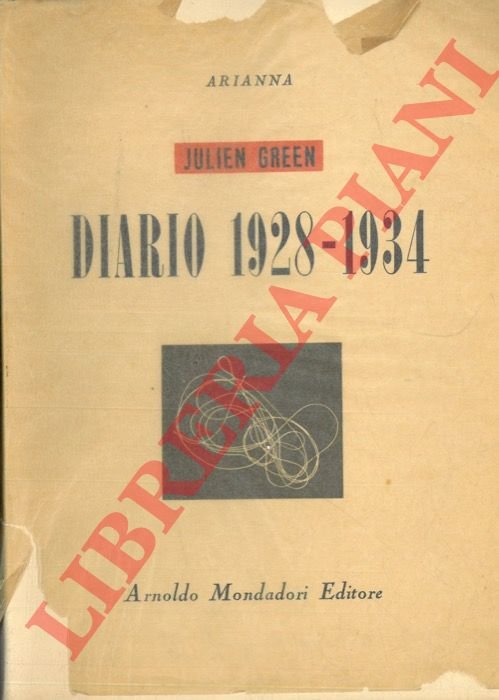 ARIANNA
JULIEN GREEN
DIARIO 1928-1934
Arnoldo Mondadori Editore
LIBRERIA PIANI